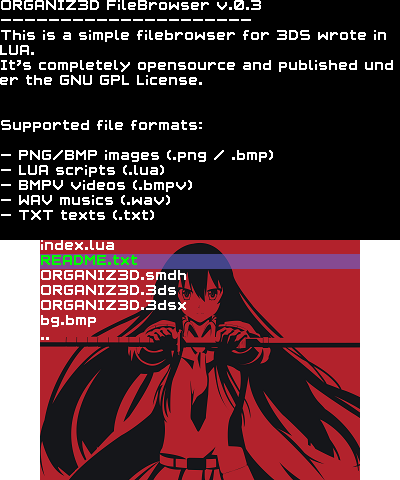 ORGANIZ3D FileBrowser v.0.3
-----------------------
This is a simple filebrowser for 3DS wrote in
LUA.
It's completely opensource and published und
er the GNU GPL License.
Supported file formats:
- PNG/BMP images (.png / .bmp)
- LUA scripts (.lua)
- BMPV videos (.bmpv)
- WAV musics (.wav)
- TXT texts (.txt)
index.lua
README.txt
ORGANIZ3D.smdh
ORGANIZ3D.3ds
ORGANIZ3D.3dsx
bg.bmp
..